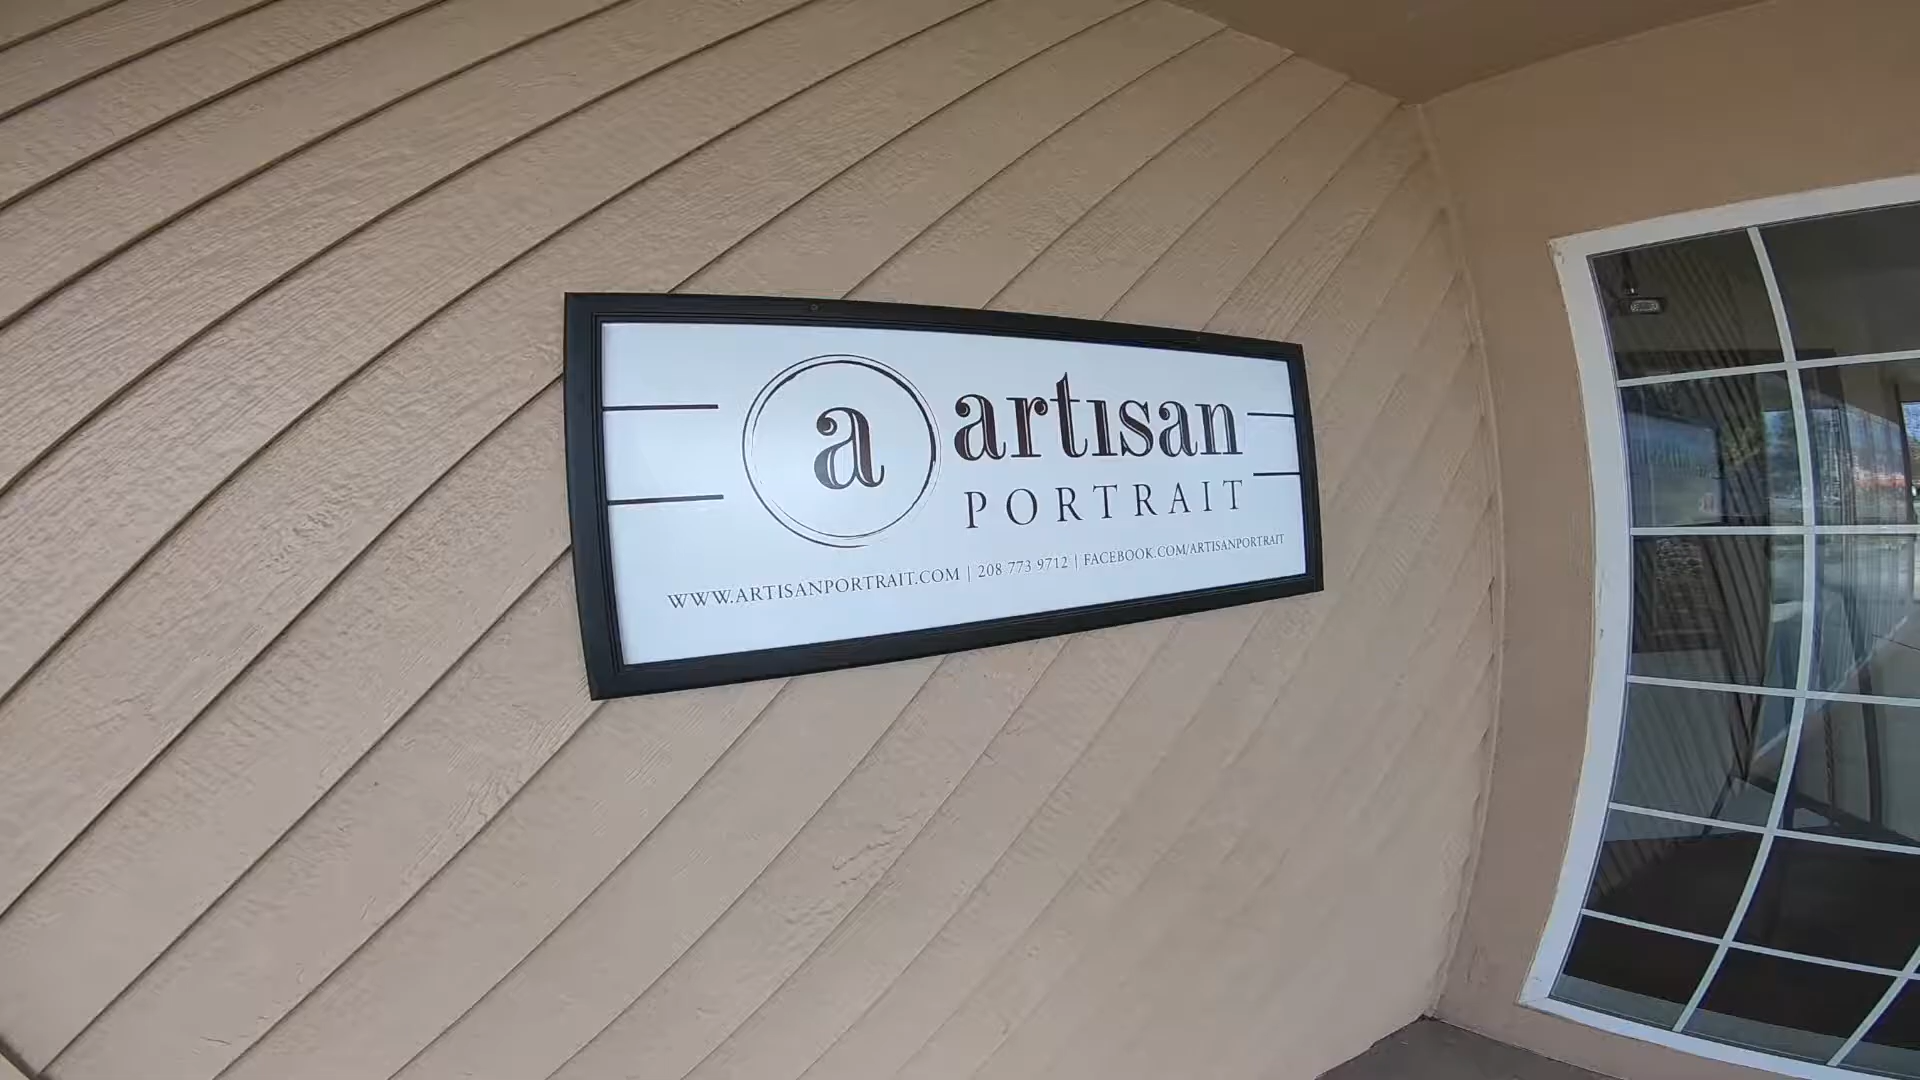 a
artisan
PORTRAIT
WWW.ARTISANPORTRAIT.COM | 208 773 9712 | FACEBOOK.COM/ARTISANPORTRAIT